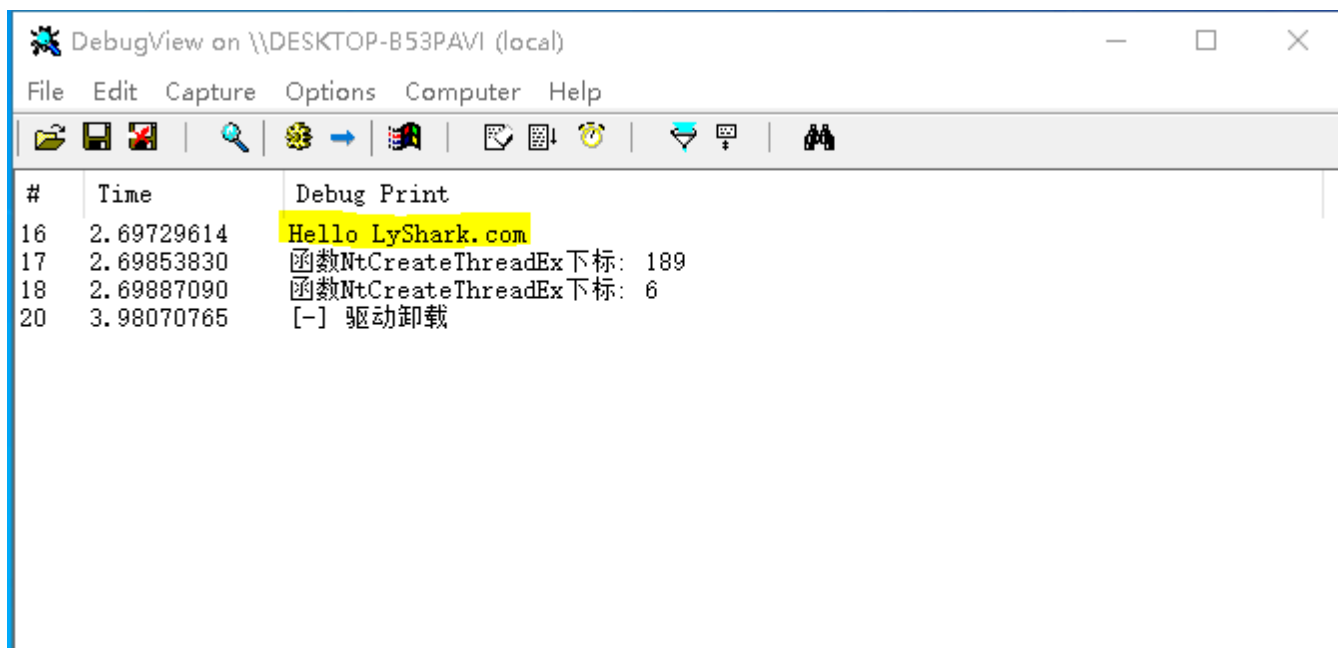 DebugView on \\DESKTOP-B53PAVI (local)
File Edit Capture Options Computer Help
# Time Debug Print
16 2.69729614 Hello LyShark.com
17 2.69853830 函数NtCreateThreadEx下标: 189
18 2.69887090 函数NtCreateThreadEx下标: 6
20 3.98070765 [-] 驱动卸载